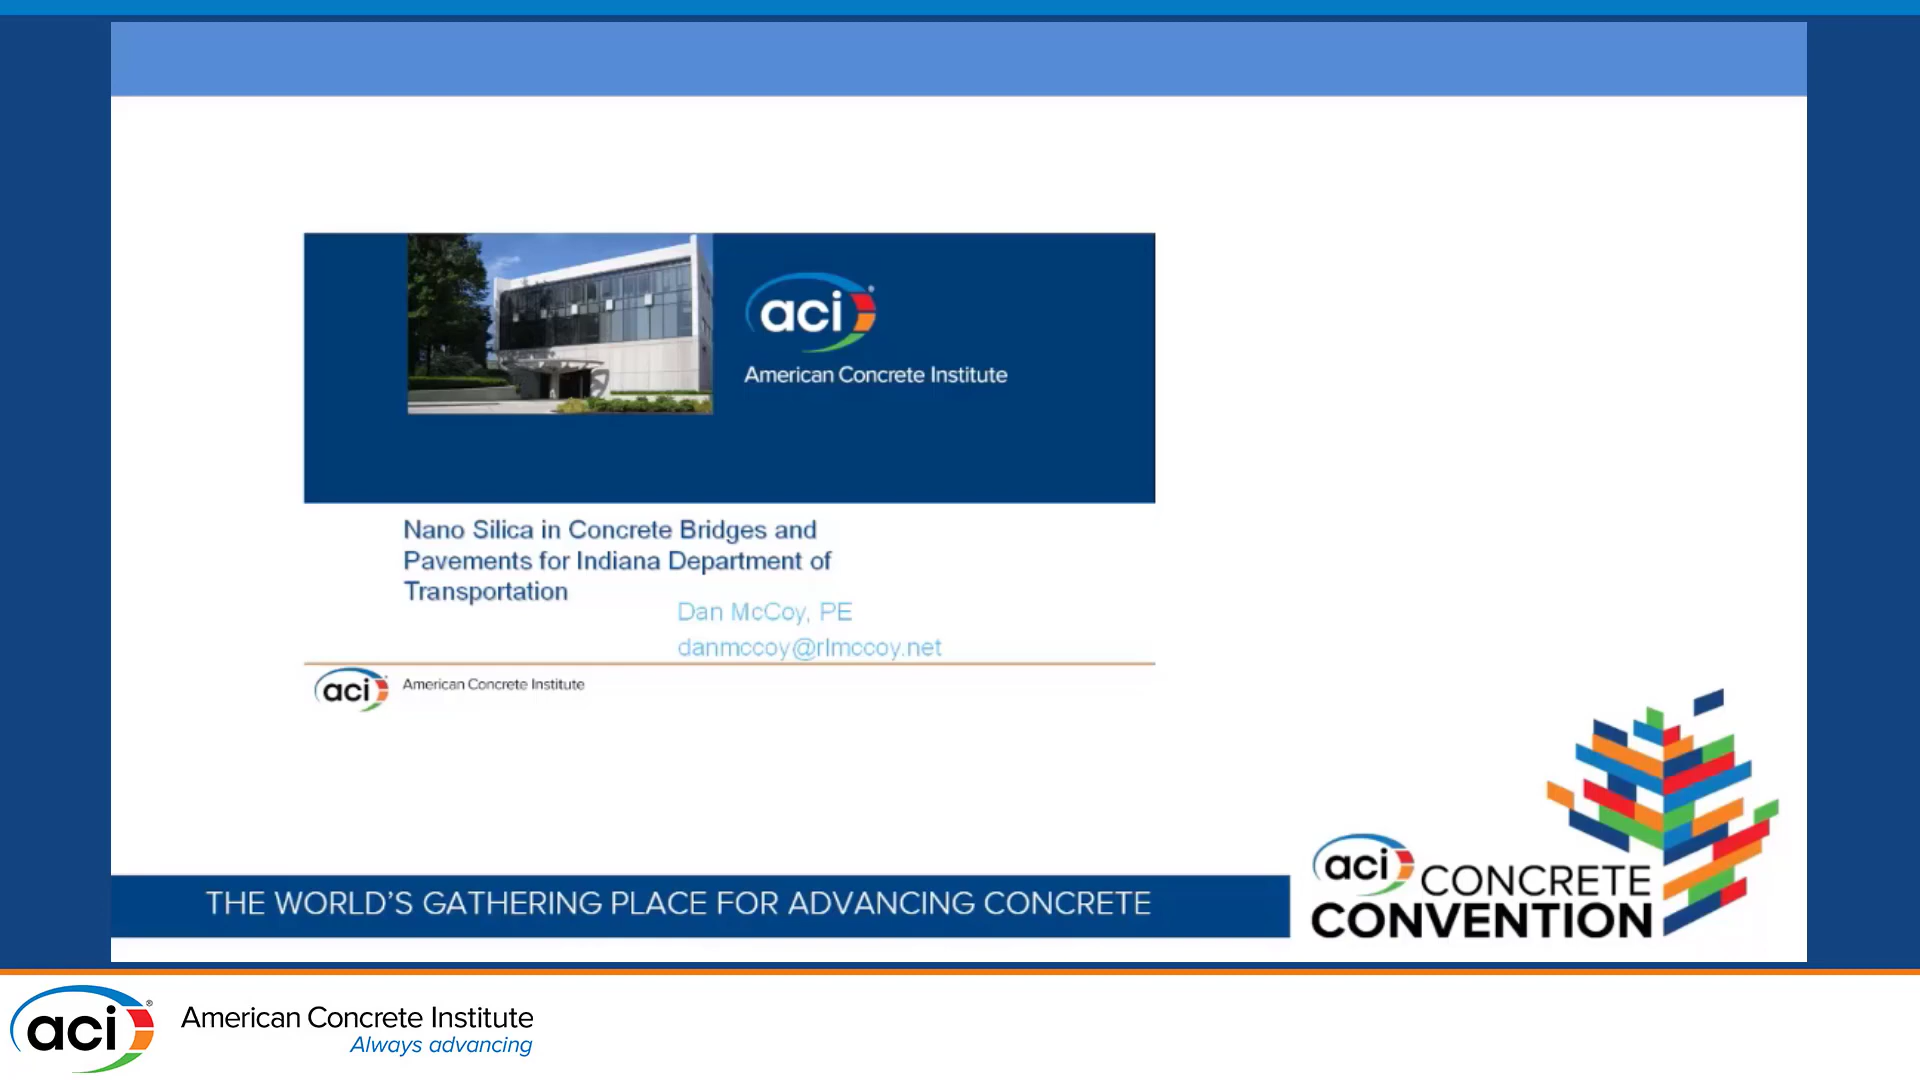 aci®
American Concrete Institute
Nano Silica in Concrete Bridges and
Pavements for Indiana Department of
Transportation
Dan McCoy, PE
danmccoy@rlmccoy.net
aci American Concrete Institute
THE WORLD'S GATHERING PLACE FOR ADVANCING CONCRETE
aci CONCRETE
CONVENTION
aci® American Concrete Institute
Always advancing